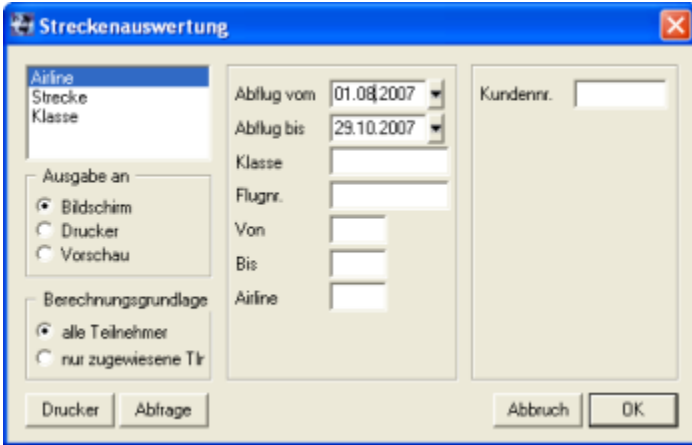 Streckenauswertung
Airline
Strecke
Klasse
Ausgabe an
Bildschirm
Drucker
Vorschau
Berechnungsgrundlage
alle Teilnehmer
nur zugewiesene Tlr
Abflug vom 01.08.2007
Abflug bis 29.10.2007
Klasse
Flugnr.
Von
Bis
Airline
Kundennr.
Drucker Abfrage Abbruch OK